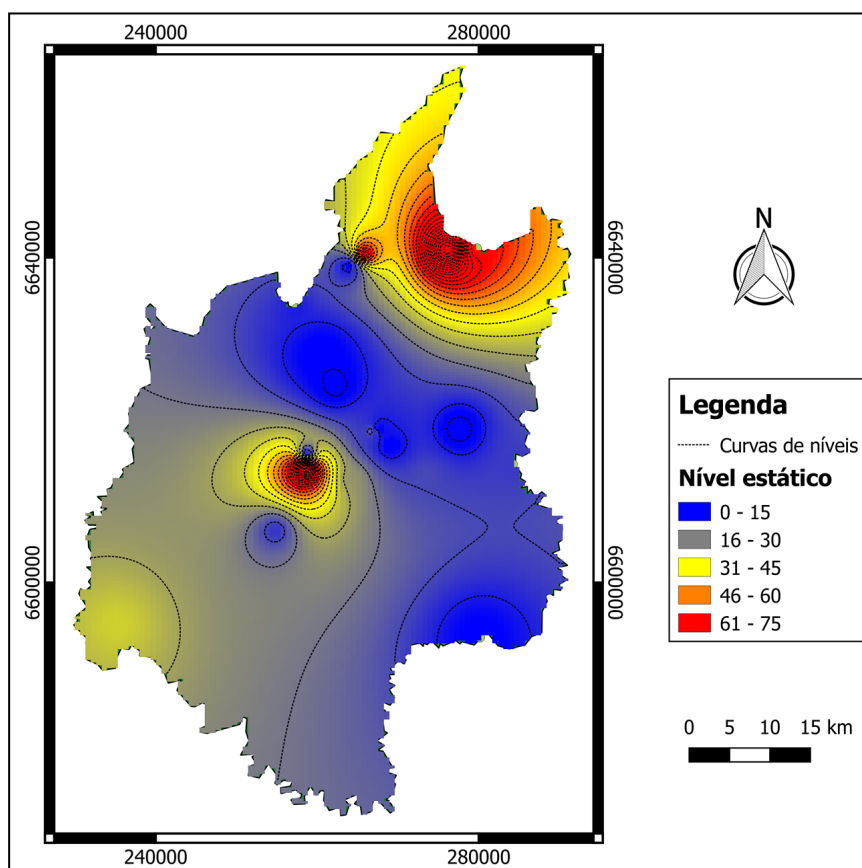 240000 280000
6640000 6640000
N
Legenda
Curvas de níveis
Nível estático
0 - 15
16 - 30
31 - 45
46 - 60
61 - 75
6600000 6600000
0 5 10 15 km
240000 280000